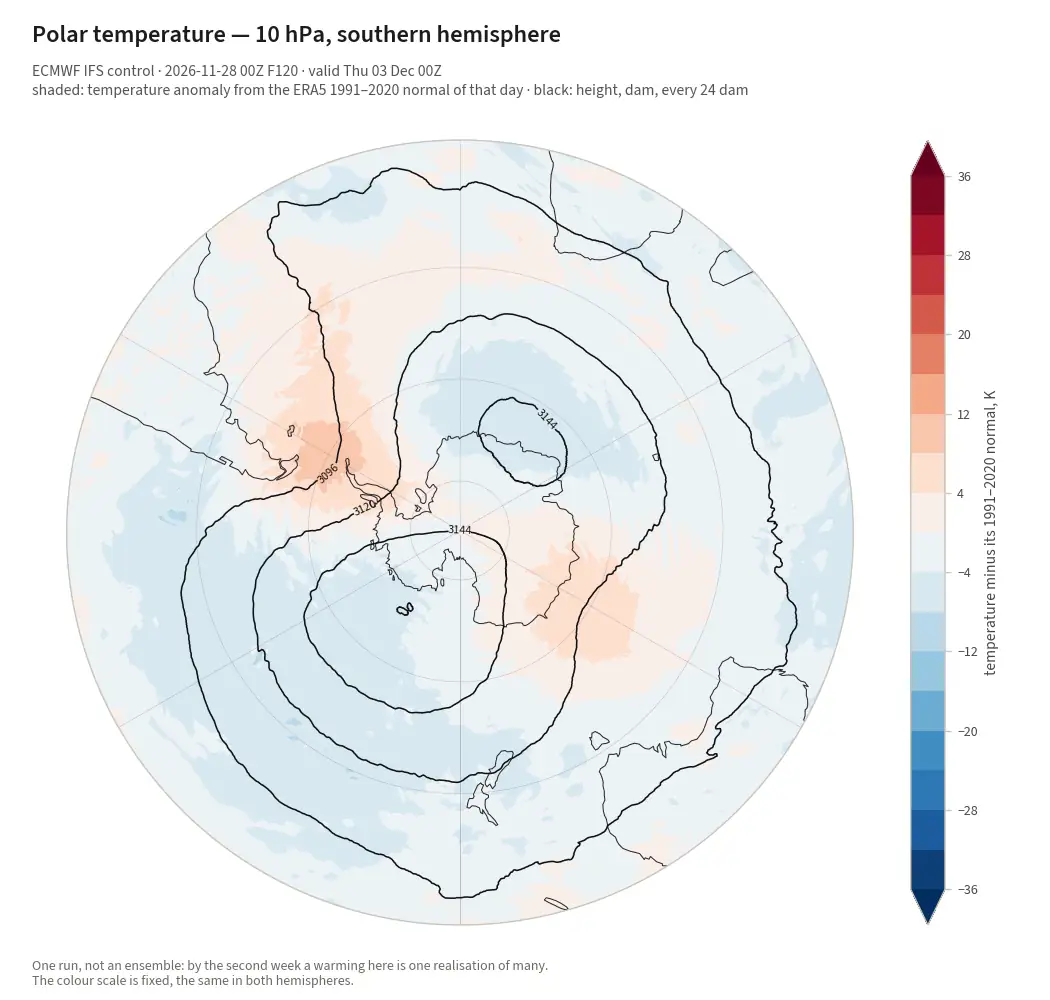 Polar temperature — 10 hPa, southern hemisphere
ECMWF IFS control · 2026-11-28 00Z F120 · valid Thu 03 Dec 00Z
shaded: temperature anomaly from the ERA5 1991–2020 normal of that day · black: height, dam, every 24 dam
36
28
20
12
4
−4
−12
−20
−28
−36
temperature minus its 1991–2020 normal, K
3144
3096
3120
3144
One run, not an ensemble: by the second week a warming here is one realisation of many.
The colour scale is fixed, the same in both hemispheres.